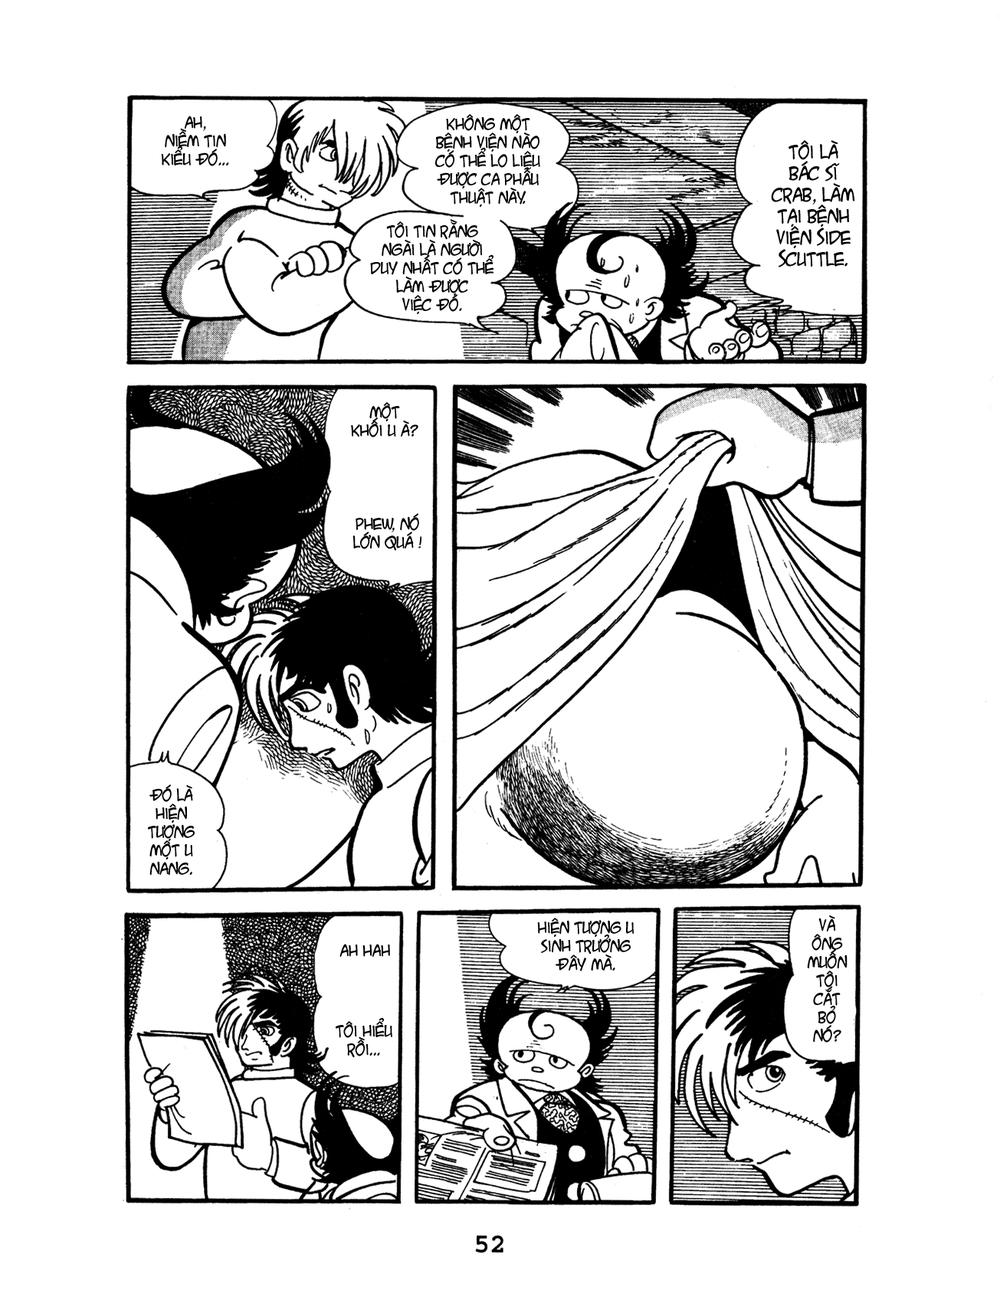 TÔI LÀ
BÁC SĨ
CRAB, LÀM
TẠI BỆNH
VIỆN SIDE
SCUTTLE.
KHÔNG MỘT
BỆNH VIỆN NÀO
CÓ THỂ LO LIỆU
ĐƯỢC CA PHẪU
THUẬT NÀY.
TÔI TIN RẰNG
NGÀI LÀ NGƯỜI
DUY NHẤT CÓ THỂ
LÀM ĐƯỢC
VIỆC ĐÓ.
AH,
NIỀM TIN
KIỂU ĐÓ...
MỘT
KHỐI U À?
PHEW, NÓ
LỚN QUÁ !
ĐÓ LÀ
HIỆN
TƯỢNG
MỘT U
NANG.
AH HAH
TÔI HIỂU
RỒI...
HIỆN TƯỢNG U
SINH TRƯỞNG
ĐÂY MÀ.
VÀ
ÔNG
MUỐN
TÔI
CẮT
BỎ
NÓ?
52